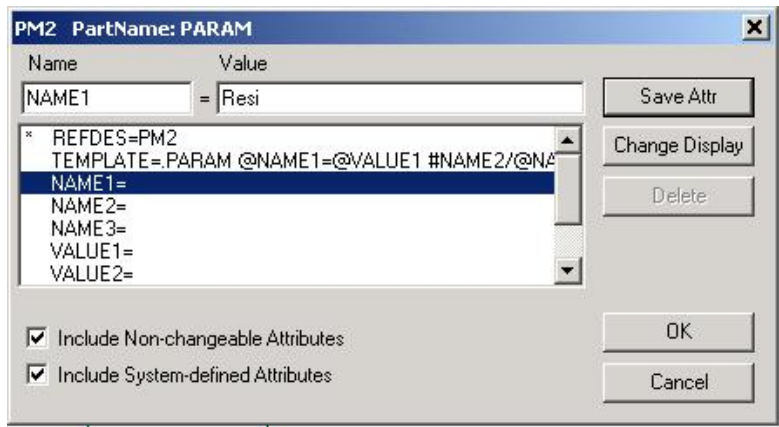 PM2 PartName: PARAM
Name Value
NAME1 = Resi
Save Attr
* REFDES=PM2
TEMPLATE=.PARAM @NAME1=@VALUE1 #NAME2/@NA
NAME1=
NAME2=
NAME3=
VALUE1=
VALUE2=
Change Display
Delete
Include Non-changeable Attributes
Include System-defined Attributes
OK
Cancel